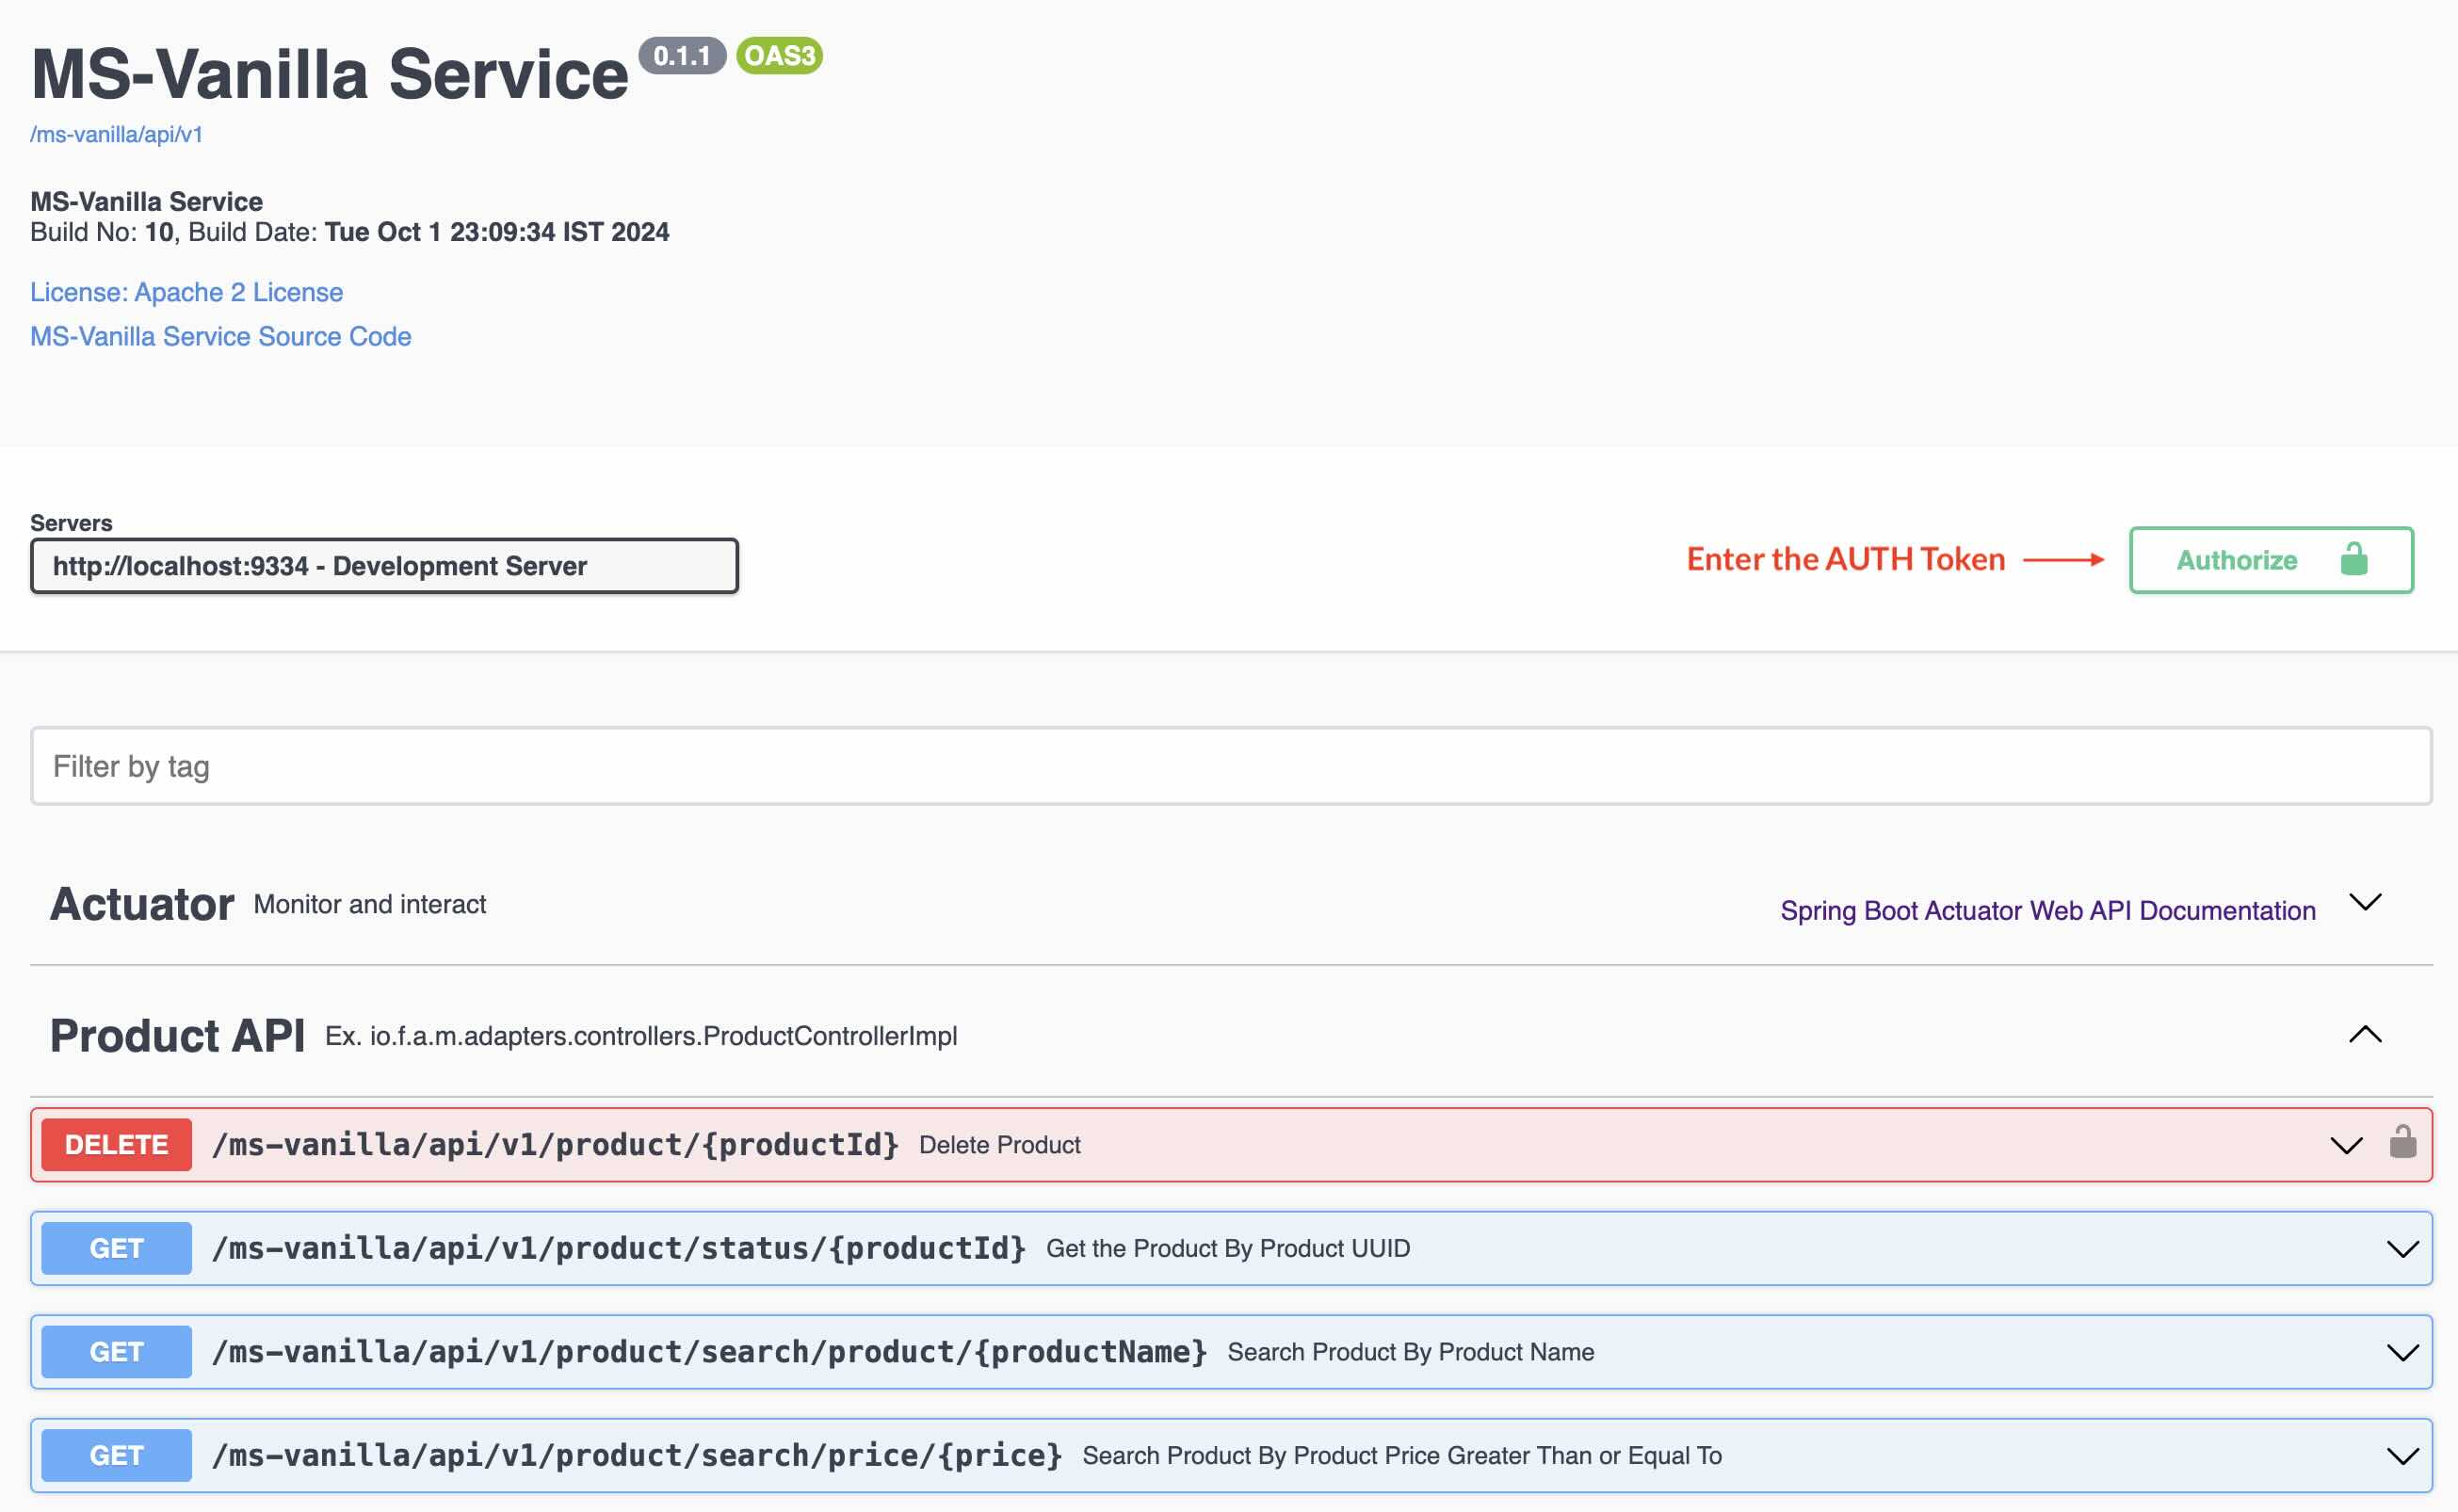 MS-Vanilla Service 0.1.1 OAS3
/ms-vanilla/api/v1
MS-Vanilla Service
Build No: 10, Build Date: Tue Oct 1 23:09:34 IST 2024
License: Apache 2 License
MS-Vanilla Service Source Code
Servers
http://localhost:9334 - Development Server
Enter the AUTH Token
Authorize
Filter by tag
Actuator Monitor and interact
Spring Boot Actuator Web API Documentation
Product API Ex. io.f.a.m.adapters.controllers.ProductControllerImpl
DELETE /ms-vanilla/api/v1/product/{productId} Delete Product
GET /ms-vanilla/api/v1/product/status/{productId} Get the Product By Product UUID
GET /ms-vanilla/api/v1/product/search/product/{productName} Search Product By Product Name
GET /ms-vanilla/api/v1/product/search/price/{price} Search Product By Product Price Greater Than or Equal To